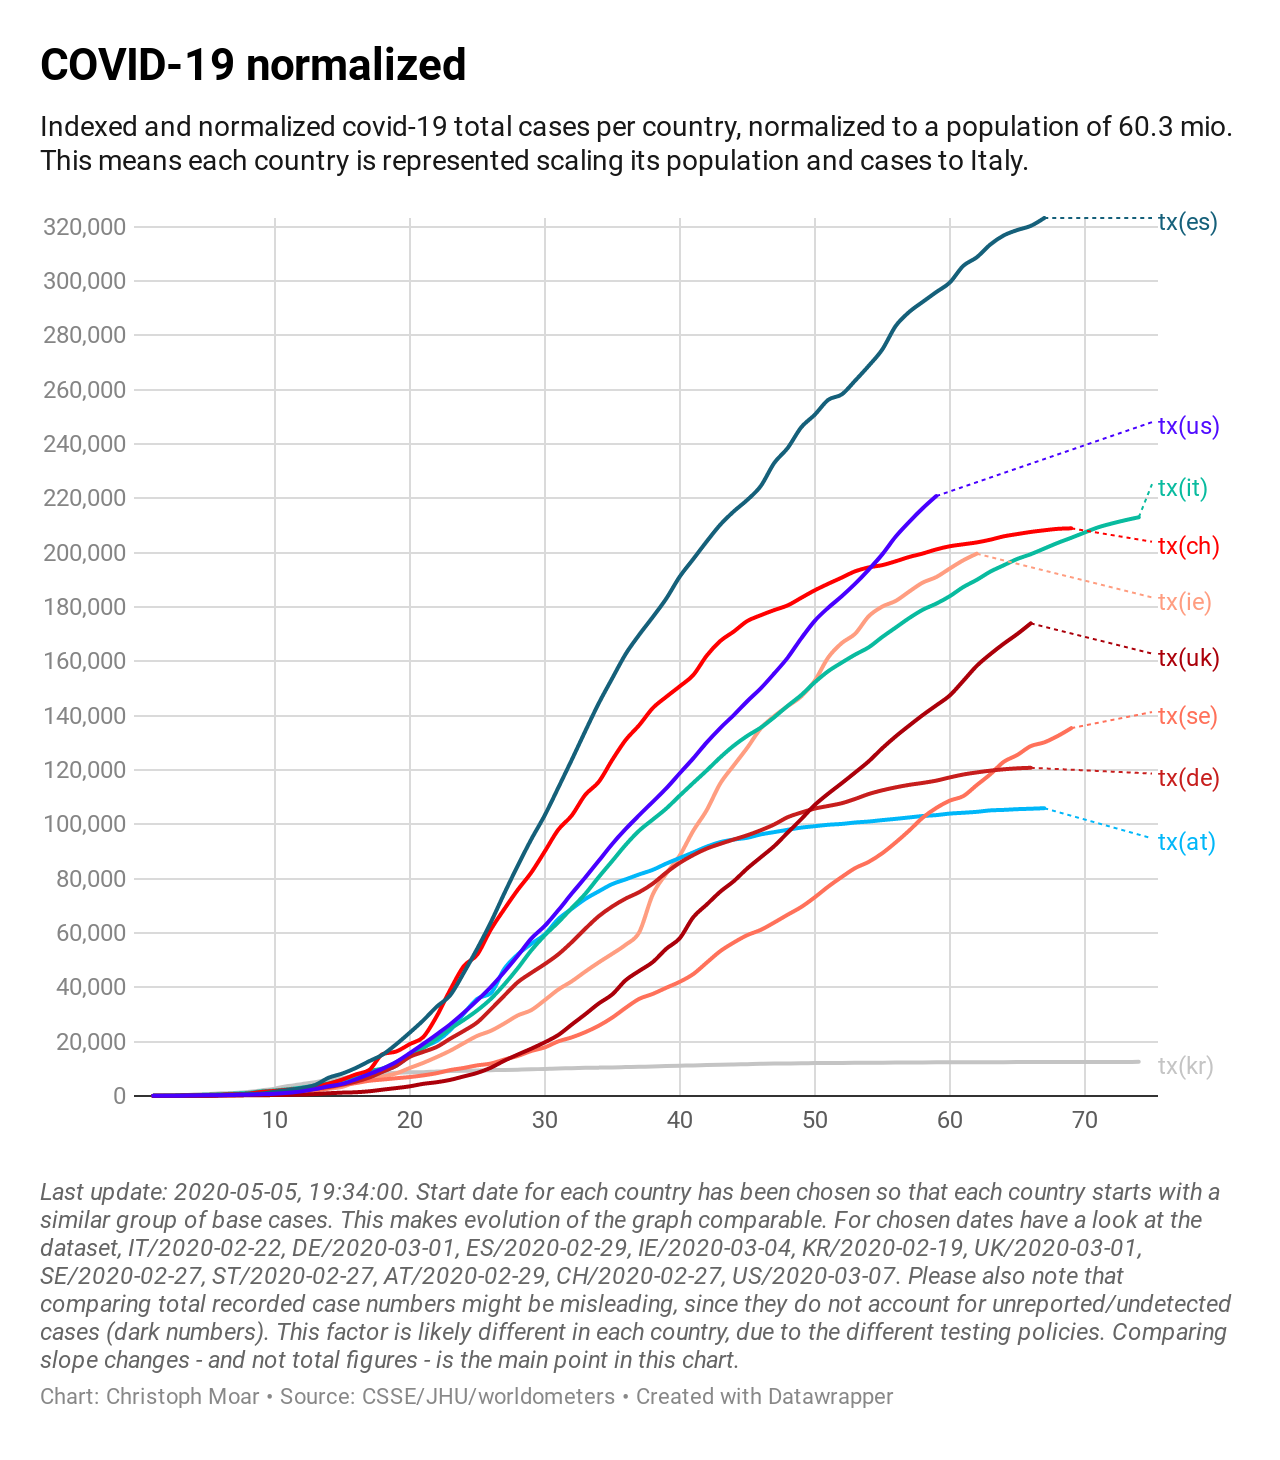 COVID-19 normalized
Indexed and normalized covid-19 total cases per country, normalized to a population of 60.3 mio.
This means each country is represented scaling its population and cases to Italy.
320,000
300,000
280,000
260,000
240,000
220,000
200,000
180,000
160,000
140,000
120,000
100,000
80,000
60,000
40,000
20,000
0
tx(es)
tx(us)
tx(it)
tx(ch)
tx(ie)
tx(uk)
tx(se)
tx(de)
tx(at)
tx(kr)
10 20 30 40 50 60 70
Last update: 2020-05-05, 19:34:00. Start date for each country has been chosen so that each country starts with a
similar group of base cases. This makes evolution of the graph comparable. For chosen dates have a look at the
dataset, IT/2020-02-22, DE/2020-03-01, ES/2020-02-29, IE/2020-03-04, KR/2020-02-19, UK/2020-03-01,
SE/2020-02-27, ST/2020-02-27, AT/2020-02-29, CH/2020-02-27, US/2020-03-07. Please also note that
comparing total recorded case numbers might be misleading, since they do not account for unreported/undetected
cases (dark numbers). This factor is likely different in each country, due to the different testing policies. Comparing
slope changes - and not total figures - is the main point in this chart.
Chart: Christoph Moar • Source: CSSE/JHU/worldometers • Created with Datawrapper